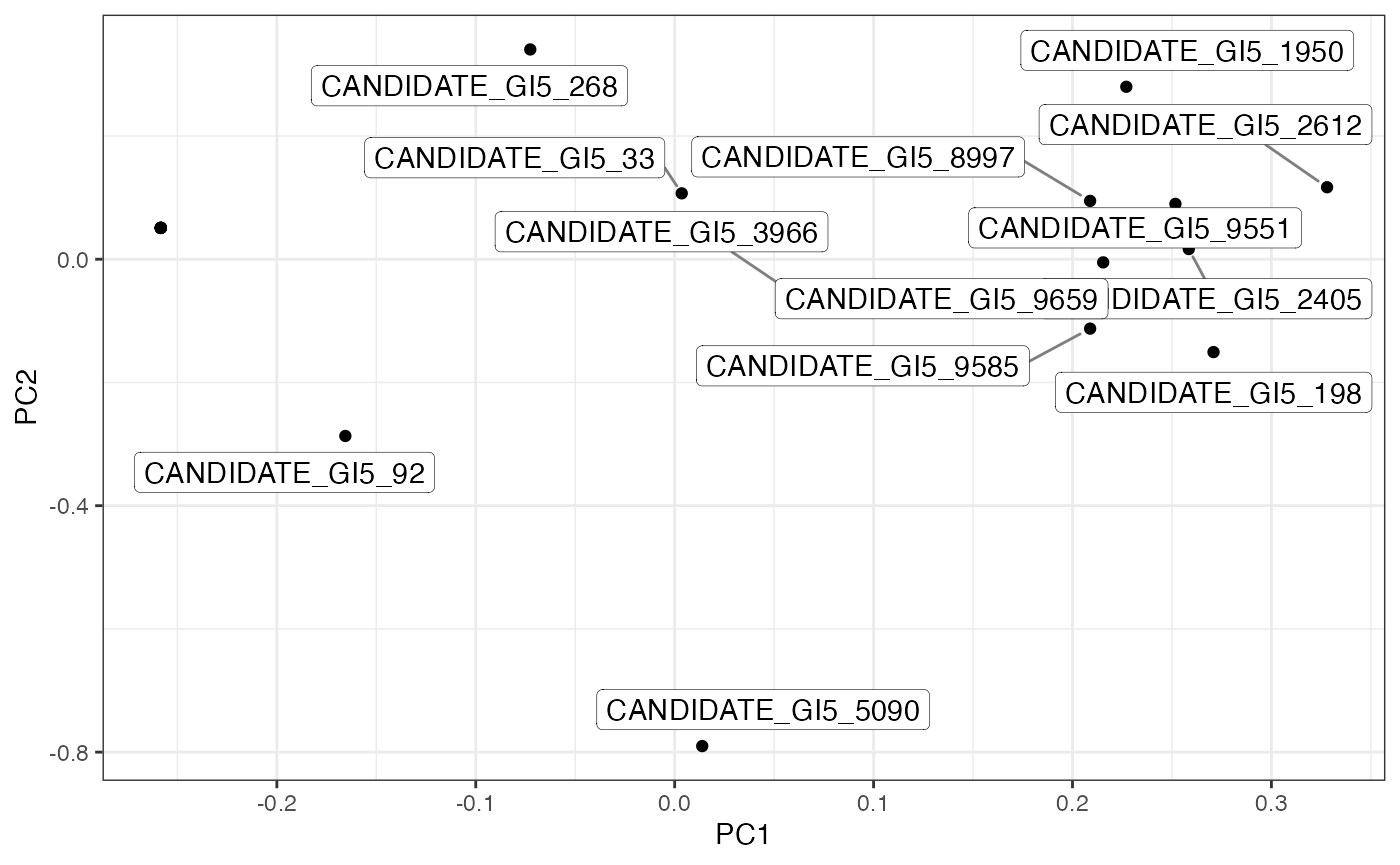 CANDIDATE_GI5_1950
CANDIDATE_GI5_268
CANDIDATE_GI5_2612
CANDIDATE_GI5_33
CANDIDATE_GI5_8997
CANDIDATE_GI5_3966
CANDIDATE_GI5_9551
0.0
CANDIDATE_GI5_9659
DIDATE_GI5_2405
CANDIDATE_GI5_9585
CANDIDATE_GI5_198
PC2
CANDIDATE_GI5_92
-0.4
CANDIDATE_GI5_5090
-0.8
-0.2
-0.1
0.0
0.1
0.2
0.3
PC1